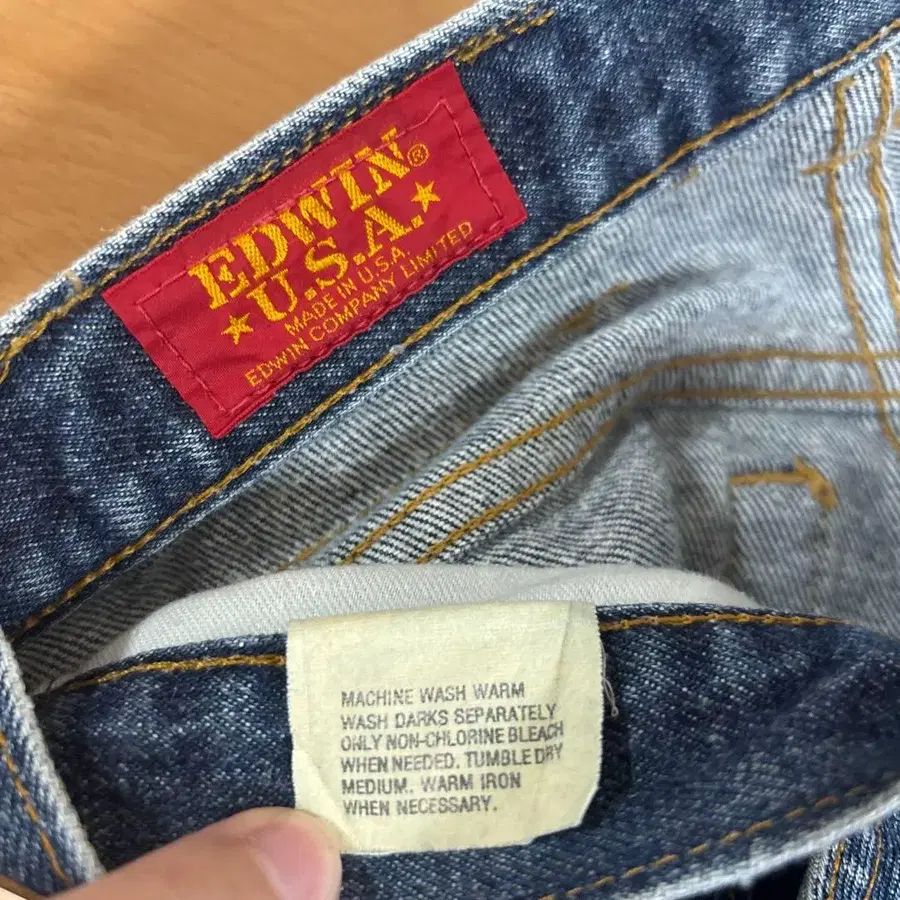 EDWIN®
★U.S.A.★
MADE IN U.S.A.
EDWIN COMPANY LIMITED
MACHINE WASH WARM
WASH DARKS SEPARATELY
ONLY NON-CHLORINE BLEACH
WHEN NEEDED. TUMBLE DRY
MEDIUM. WARM IRON
WHEN NECESSARY.